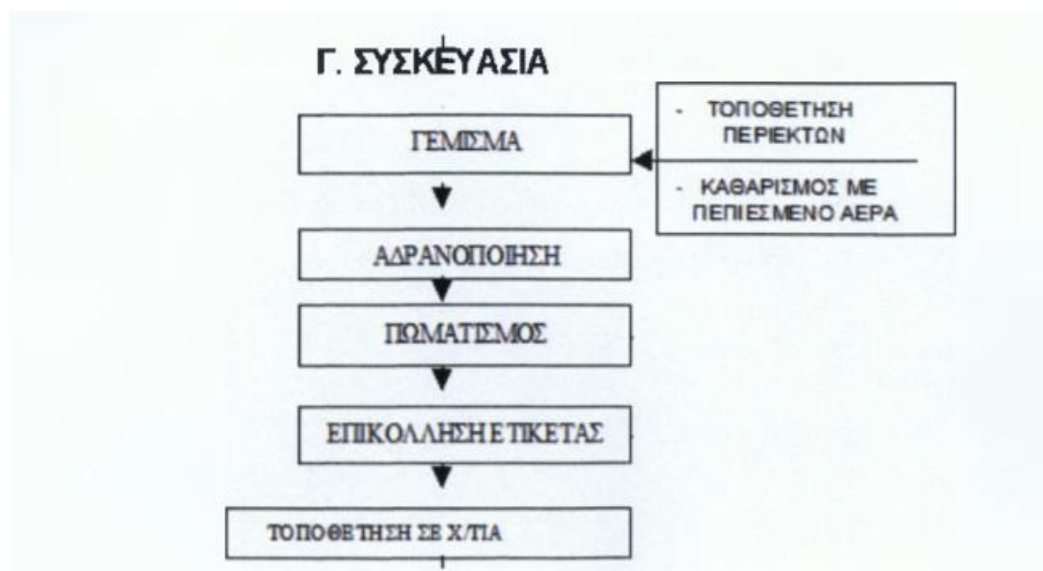 Γ. ΣΥΣΚΕΥΑΣΙΑ
ΓΕΜΙΣΜΑ
- ΤΟΠΟΘΕΤΗΣΗ
ΠΕΡΙΕΚΤΩΝ
- ΚΑΘΑΡΙΣΜΟΣ ΜΕ
ΠΕΠΙΕΣΜΕΝΟ ΑΕΡΑ
ΑΔΡΑΝΟΠΟΙΗΣΗ
ΠΩΜΑΤΙΣΜΟΣ
ΕΠΙΚΟΛΛΗΣΗ ΕΤΙΚΕΤΑΣ
ΤΟΠΟΘΕΤΗΣΗ ΣΕ Χ/ΤΙΑ